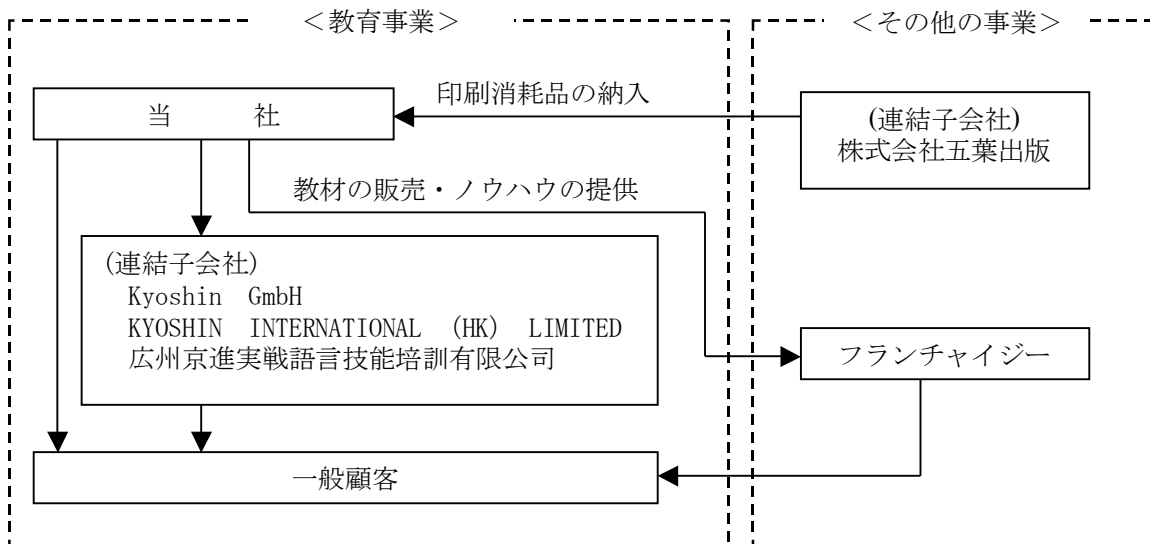 ＜教育事業＞
＜その他の事業＞
印刷消耗品の納入
当　　　社
(連結子会社)
株式会社五葉出版
教材の販売・ノウハウの提供
(連結子会社)
Kyoshin GmbH
KYOSHIN INTERNATIONAL (HK) LIMITED
広州京進実戦語言技能培訓有限公司
フランチャイジー
一般顧客